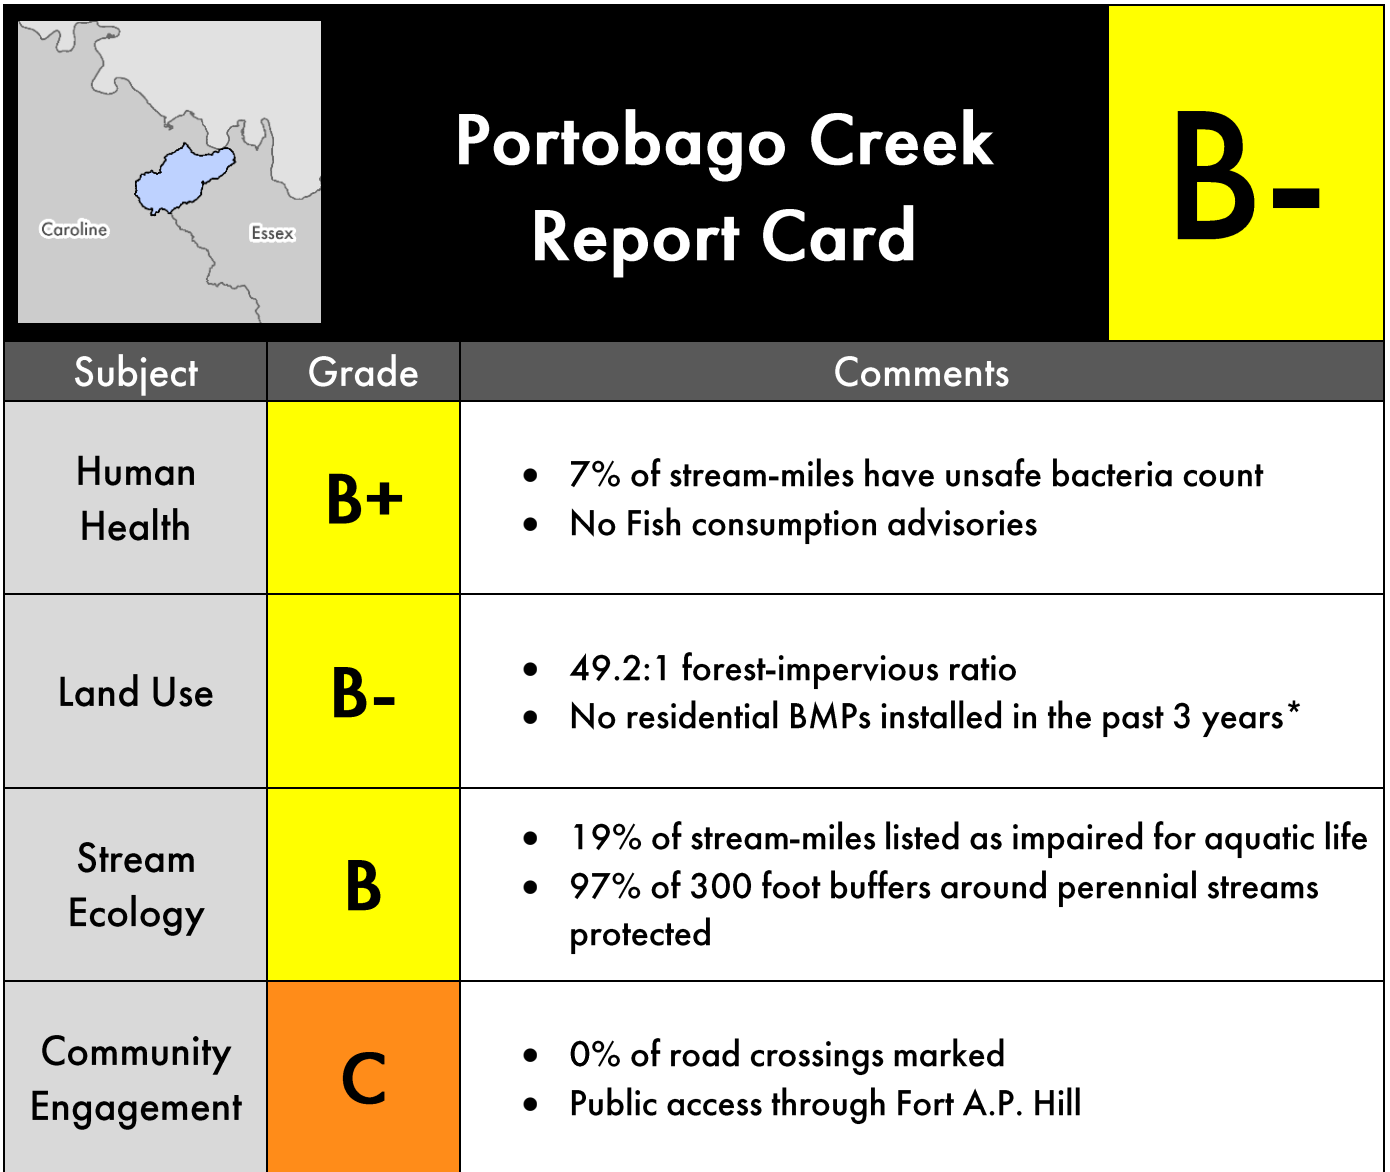 Caroline
Essex
Portobago Creek
Report Card
B-
Subject
Grade
Comments
Human
Health
B+
• 7% of stream-miles have unsafe bacteria count
• No Fish consumption advisories
Land Use
B-
• 49.2:1 forest-impervious ratio
• No residential BMPs installed in the past 3 years*
Stream
Ecology
B
• 19% of stream-miles listed as impaired for aquatic life
• 97% of 300 foot buffers around perennial streams
protected
Community
Engagement
C
• 0% of road crossings marked
• Public access through Fort A.P. Hill